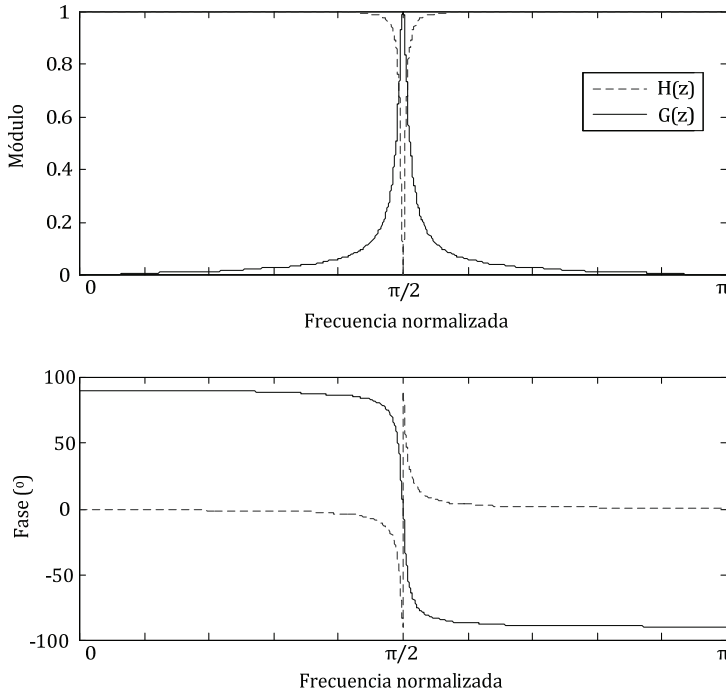 1
0.8
0.6
0.4
0.2
0
Módulo
H(z)
G(z)
0
π/2
π
Frecuencia normalizada
100
50
0
-50
-100
Fase (º)
0
π/2
π
Frecuencia normalizada